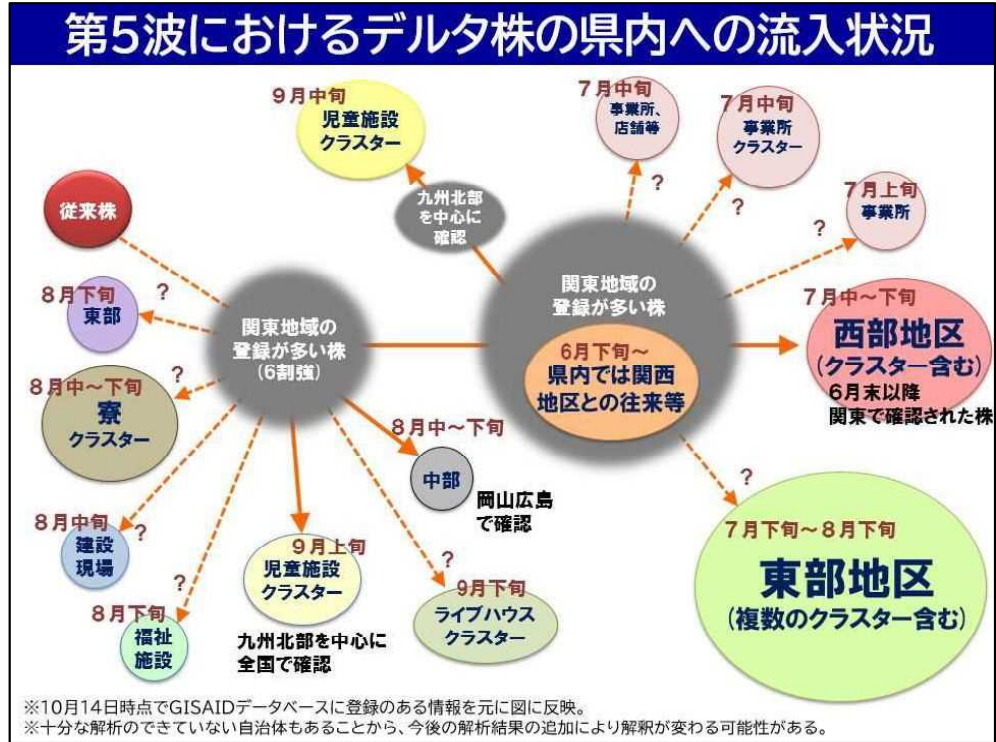 第5波におけるデルタ株の県内への流入状況
9月中旬
児童施設
クラスター
九州北部
を中心に
確認
7月中旬
事業所、
店舗等
?
7月中旬
事業所
クラスター
?
7月上旬
事業所
?
従来株
?
8月下旬
東部
?
8月中~下旬
寮
クラスター
?
8月中旬
建設
現場
?
8月下旬
福祉
施設
?
関東地域の
登録が多い株
(6割強)
9月上旬
児童施設
クラスター
九州北部を中心に
全国で確認
8月中~下旬
中部
岡山広島
で確認
?
9月下旬
ライブハウス
クラスター
関東地域の
登録が多い株
6月下旬~
県内では関西
地区との往来等
7月中~下旬
西部地区
(クラスター含む)
6月末以降
関東で確認された株
?
7月下旬~8月下旬
東部地区
(複数のクラスター含む)
※10月14日時点でGISAIDデータベースに登録のある情報を元に図に反映。
※十分な解析のできていない自治体もあることから、今後の解析結果の追加により解釈が変わる可能性がある。